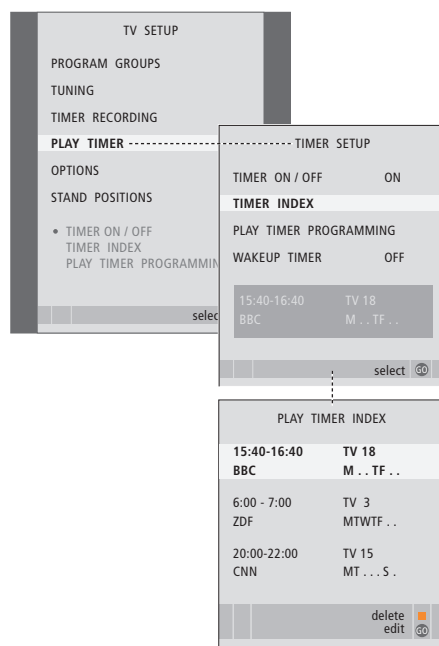 TV SETUP
PROGRAM GROUPS
TUNING
TIMER RECORDING
PLAY TIMER
OPTIONS
STAND POSITIONS
• TIMER ON / OFF
TIMER INDEX
PLAY TIMER PROGRAMMIN
selec
TIMER SETUP
TIMER ON / OFF ON
TIMER INDEX
PLAY TIMER PROGRAMMING
WAKEUP TIMER OFF
15:40-16:40 TV 18
BBC M . . TF . .
select GO
PLAY TIMER INDEX
15:40-16:40 TV 18
BBC M . . TF . .
6:00 - 7:00 TV 3
ZDF MTWTF . .
20:00-22:00 TV 15
CNN MT . . . S .
delete
edit GO